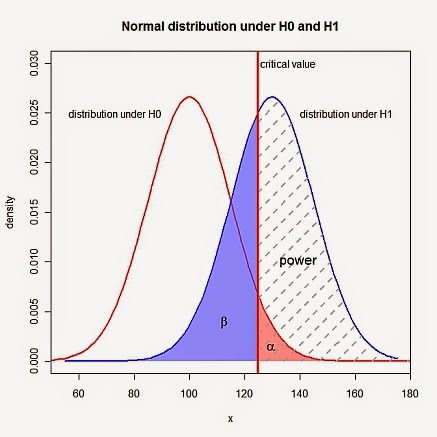 Normal distribution under H0 and H1
critical value
distribution under H0
distribution under H1
power
β
α
density
0.000
0.005
0.010
0.015
0.020
0.025
0.030
60
80
100
120
140
160
180
x